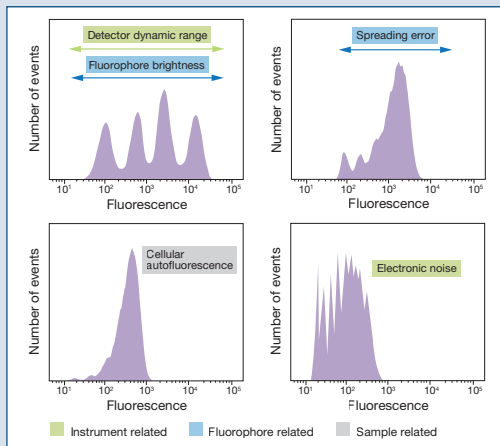 Detector dynamic range
Fluorophore brightness
Number of events
10¹ 10² 10³ 10⁴ 10⁵
Fluorescence
Spreading error
Number of events
10¹ 10² 10³ 10⁴ 10⁵
Fluorescence
Cellular
autofluorescence
Number of events
10¹ 10² 10³ 10⁴ 10⁵
Fluorescence
Electronic noise
Number of events
10¹ 10² 10³ 10⁴ 10⁵
Fluorescence
Instrument related
Fluorophore related
Sample related